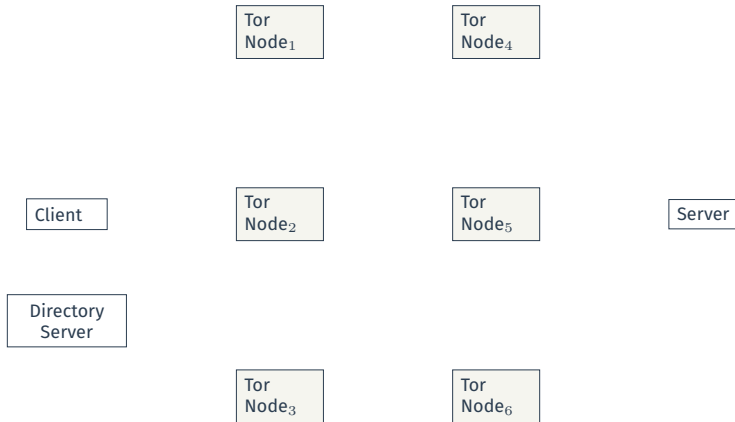 Tor
Node₁
Tor
Node₄
Client
Tor
Node₂
Tor
Node₅
Server
Directory
Server
Tor
Node₃
Tor
Node₆